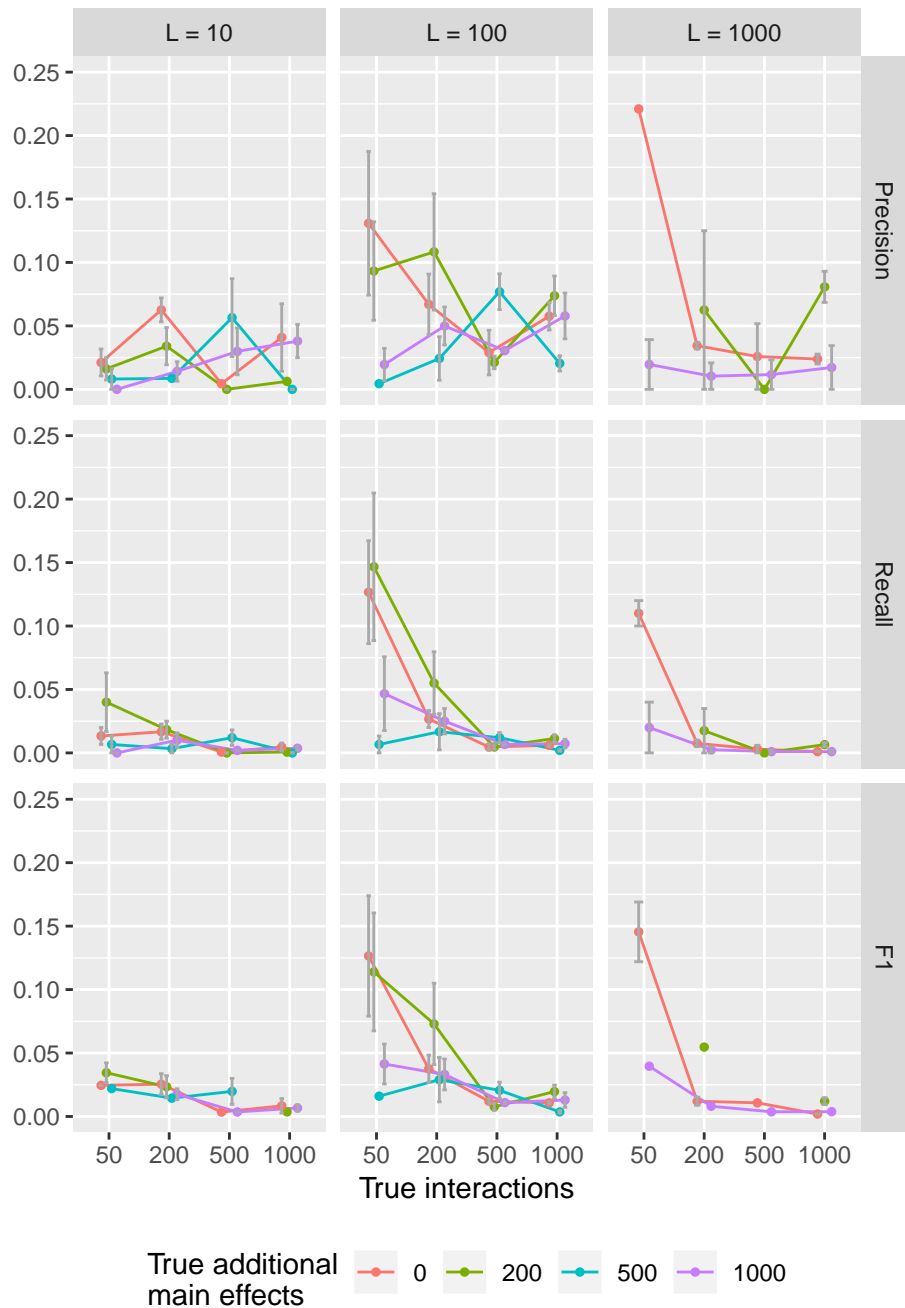 L = 10 L = 100 L = 1000
0.25
0.20
0.15
0.10
0.05
0.00
Precision
0.25
0.20
0.15
0.10
0.05
0.00
Recall
0.25
0.20
0.15
0.10
0.05
0.00
F1
50 200 500 1000 50 200 500 1000 50 200 500 1000
True interactions
True additional
main effects
0 200 500 1000